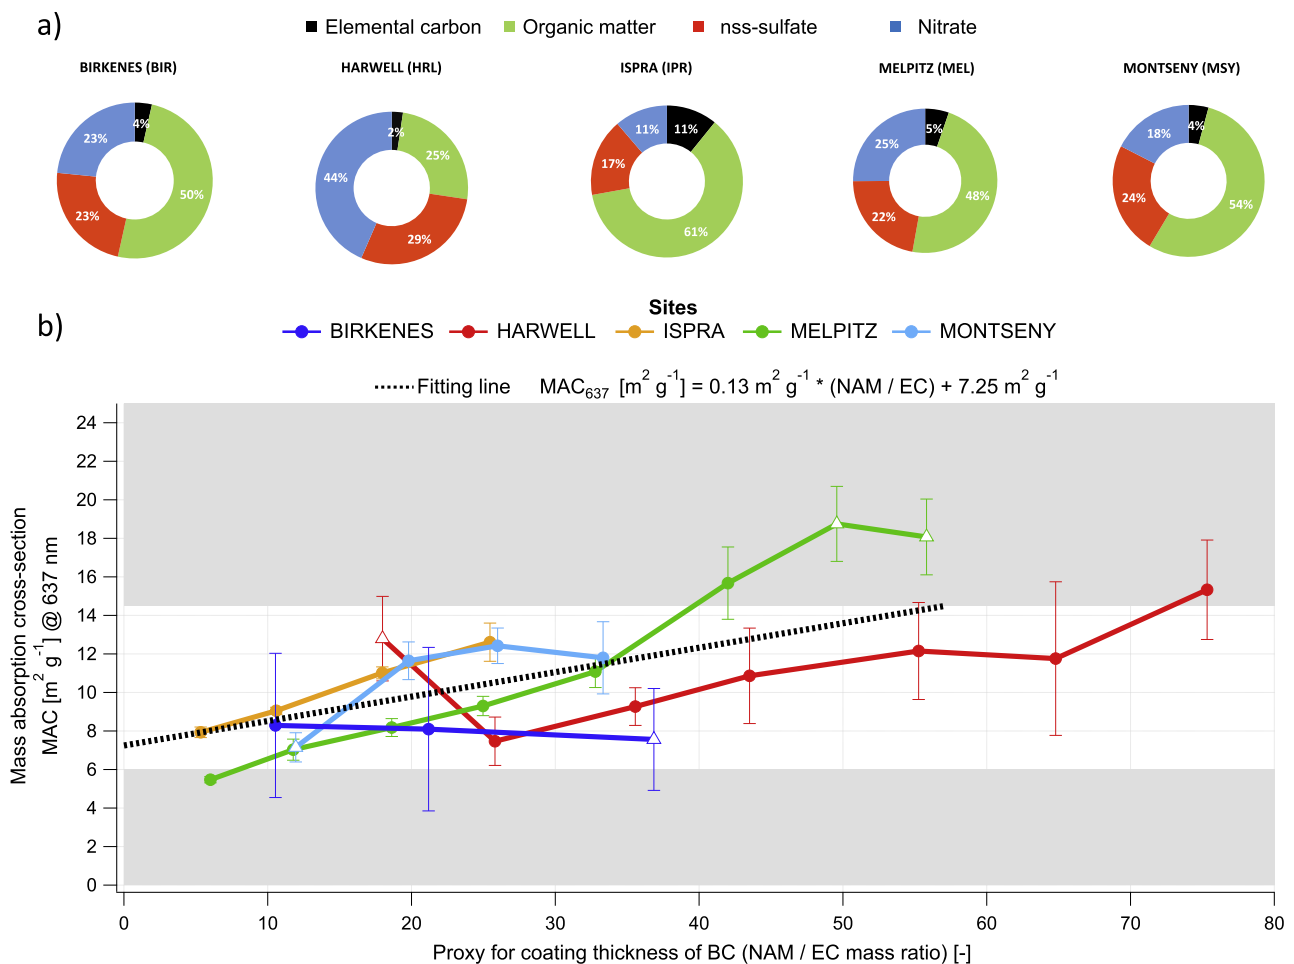 a)
Elemental carbon Organic matter nss-sulfate Nitrate
BIRKENES (BIR) HARWELL (HRL) ISPRA (IPR) MELPITZ (MEL) MONTSENY (MSY)
4% 50% 23% 23%
2% 25% 29% 44%
11% 61% 17% 11%
5% 48% 22% 25%
4% 54% 24% 18%
b)
Sites
BIRKENES HARWELL ISPRA MELPITZ MONTSENY
Fitting line MAC637 [m2 g-1] = 0.13 m2 g-1 * (NAM / EC) + 7.25 m2 g-1
Mass absorption cross-section
MAC [m2 g-1] @ 637 nm
24
22
20
18
16
14
12
10
8
6
4
2
0
0 10 20 30 40 50 60 70 80
Proxy for coating thickness of BC (NAM / EC mass ratio) [-]